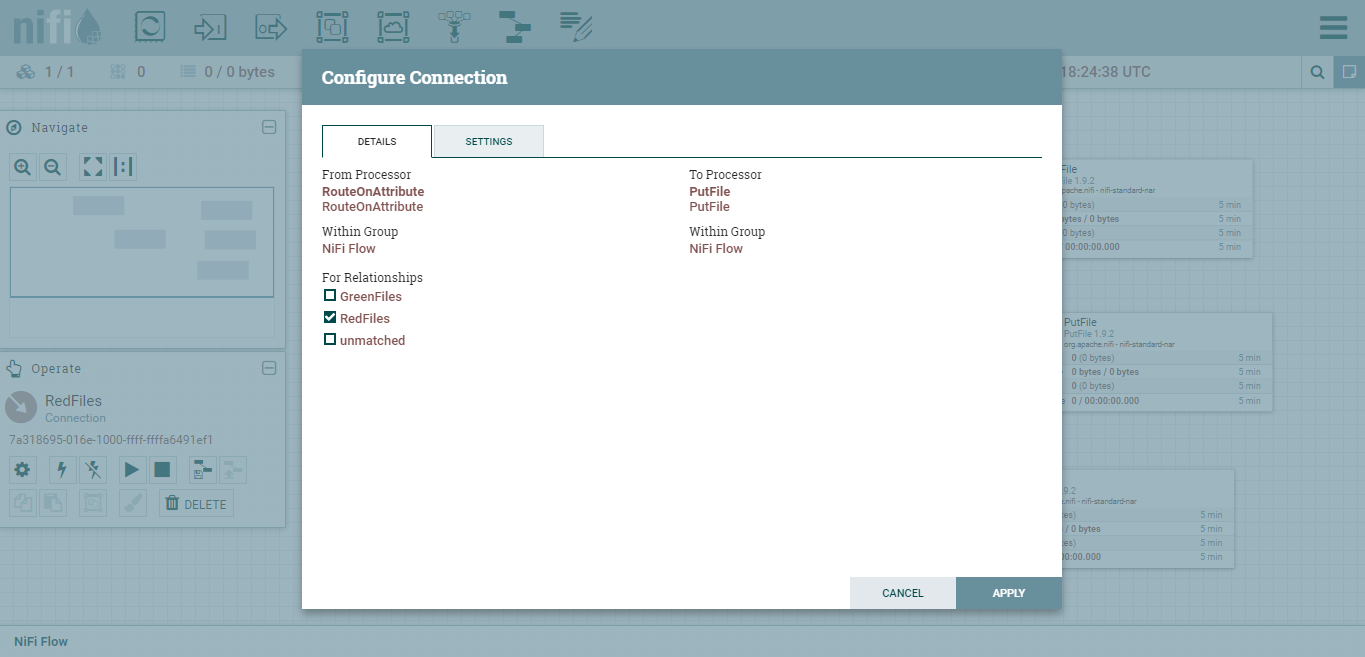 nifi
1 / 1
0
0 / 0 bytes
18:24:38 UTC
Navigate
Operate
RedFiles
Connection
7a318695-016e-1000-ffff-ffffa6491ef1
DELETE
Configure Connection
DETAILS
SETTINGS
From Processor
RouteOnAttribute
RouteOnAttribute
Within Group
NiFi Flow
For Relationships
GreenFiles
RedFiles
unmatched
To Processor
PutFile
PutFile
Within Group
NiFi Flow
CANCEL
APPLY
File
File 1.9.2
apache.nifi - nifi-standard-nar
0 bytes) 5 min
bytes / 0 bytes 5 min
0 bytes) 5 min
00:00:00.000 5 min
PutFile
PutFile 1.9.2
org.apache.nifi - nifi-standard-nar
0 (0 bytes) 5 min
0 bytes / 0 bytes 5 min
0 (0 bytes) 5 min
0 / 00:00:00.000 5 min
9.2
nifi - nifi-standard-nar
es) 5 min
/ 0 bytes 5 min
es) 5 min
00:00.000 5 min
NiFi Flow